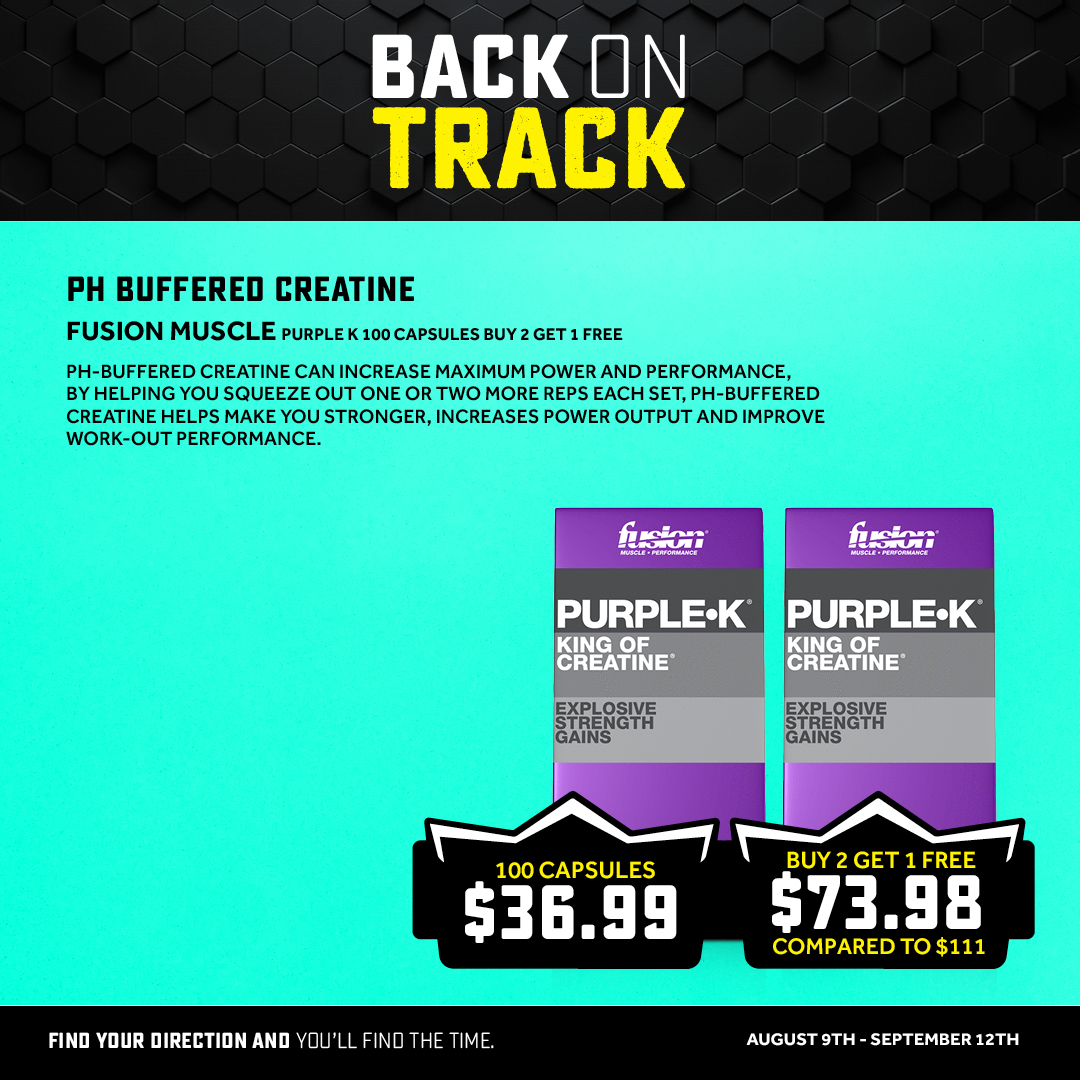 BACK ON
TRACK
PH BUFFERED CREATINE
FUSION MUSCLE PURPLE K 100 CAPSULES BUY 2 GET 1 FREE
PH-BUFFERED CREATINE CAN INCREASE MAXIMUM POWER AND PERFORMANCE,
BY HELPING YOU SQUEEZE OUT ONE OR TWO MORE REPS EACH SET, PH-BUFFERED
CREATINE HELPS MAKE YOU STRONGER, INCREASES POWER OUTPUT AND IMPROVE
WORK-OUT PERFORMANCE.
fusion®
MUSCLE • PERFORMANCE
PURPLE•K®
KING OF
CREATINE®
EXPLOSIVE
STRENGTH
GAINS
fusion®
MUSCLE • PERFORMANCE
PURPLE•K®
KING OF
CREATINE®
EXPLOSIVE
STRENGTH
GAINS
100 CAPSULES
$36.99
BUY 2 GET 1 FREE
$73.98
COMPARED TO $111
FIND YOUR DIRECTION AND YOU'LL FIND THE TIME.
AUGUST 9TH - SEPTEMBER 12TH